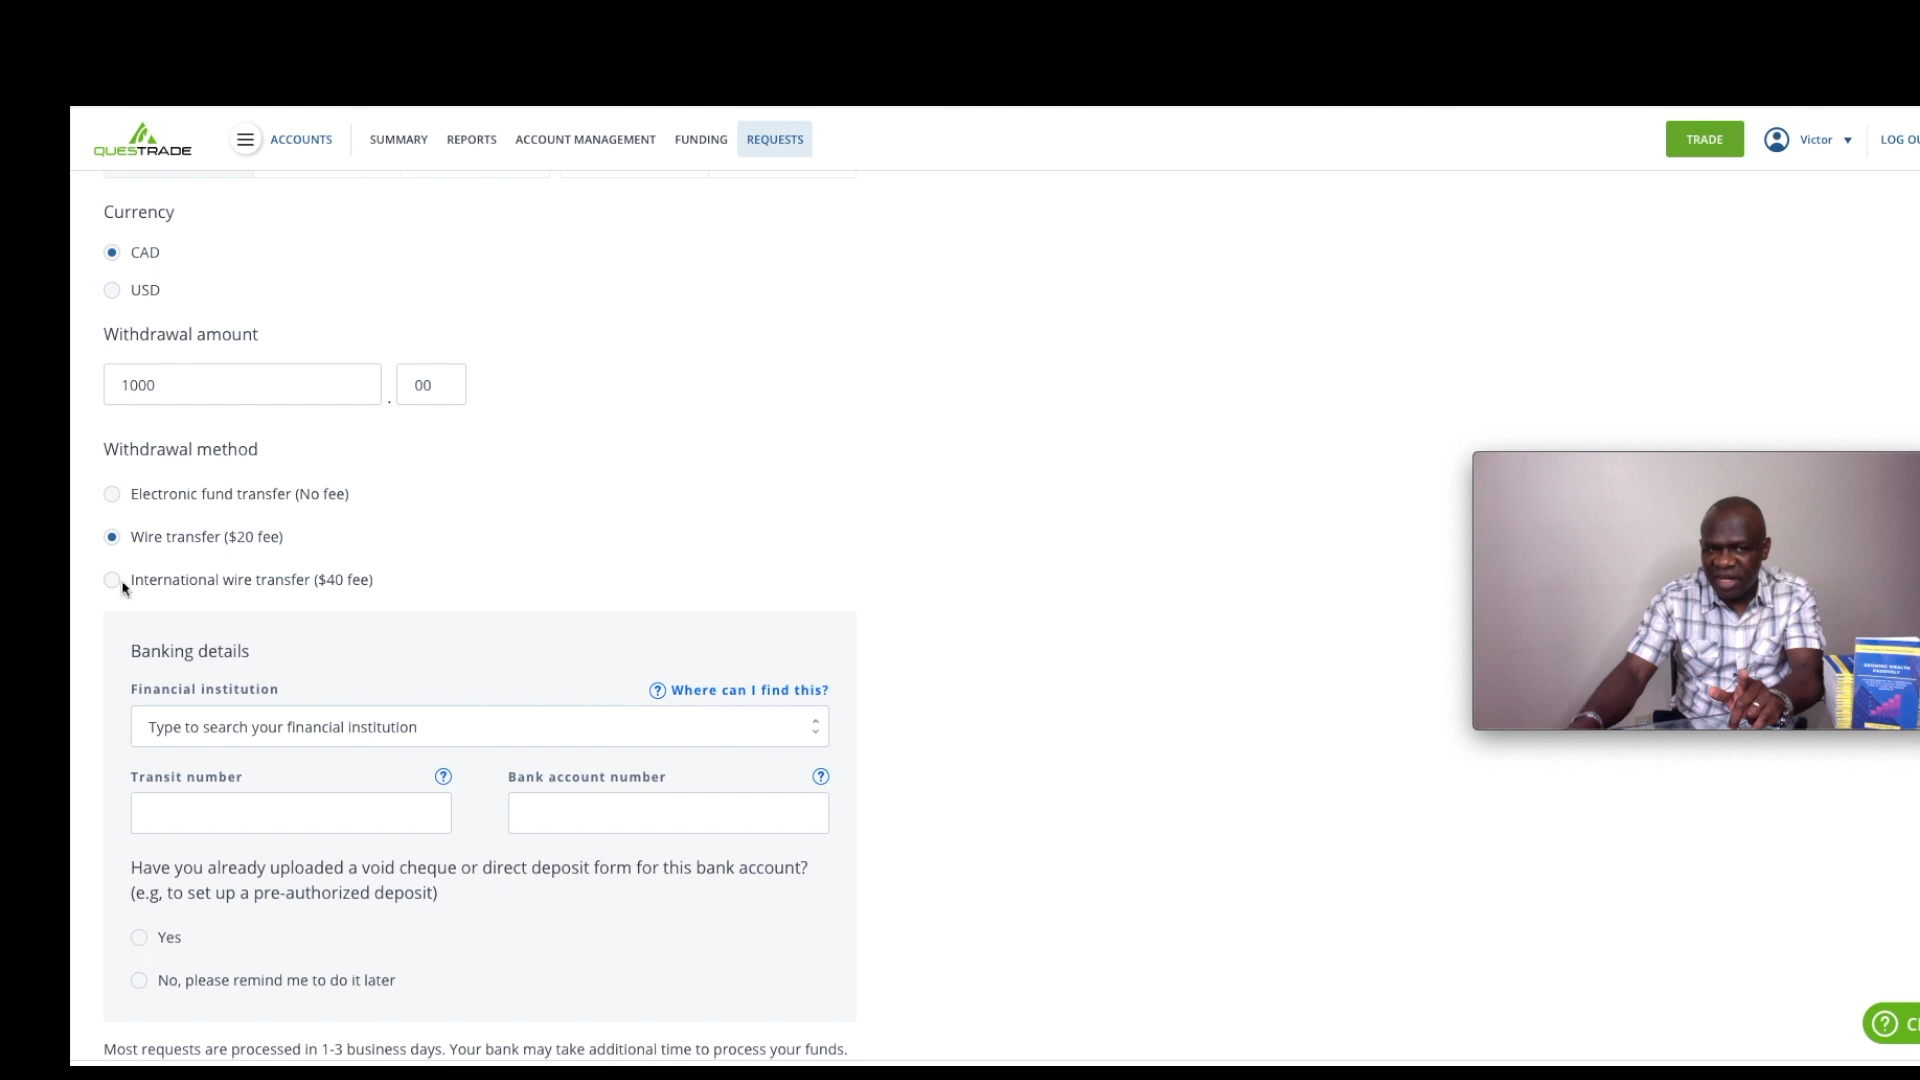 QUESTRADE
ACCOUNTS
SUMMARY
REPORTS
ACCOUNT MANAGEMENT
FUNDING
REQUESTS
TRADE
Victor
LOG
Currency
CAD
USD
Withdrawal amount
1000 . 00
Withdrawal method
Electronic fund transfer (No fee)
Wire transfer ($20 fee)
International wire transfer ($40 fee)
Banking details
Financial institution
? Where can I find this?
Type to search your financial institution
Transit number ?
Bank account number ?
Have you already uploaded a void cheque or direct deposit form for this bank account?
(e.g, to set up a pre-authorized deposit)
Yes
No, please remind me to do it later
Most requests are processed in 1-3 business days. Your bank may take additional time to process your funds.
?
GROWING WEALTH
PASSIVELY